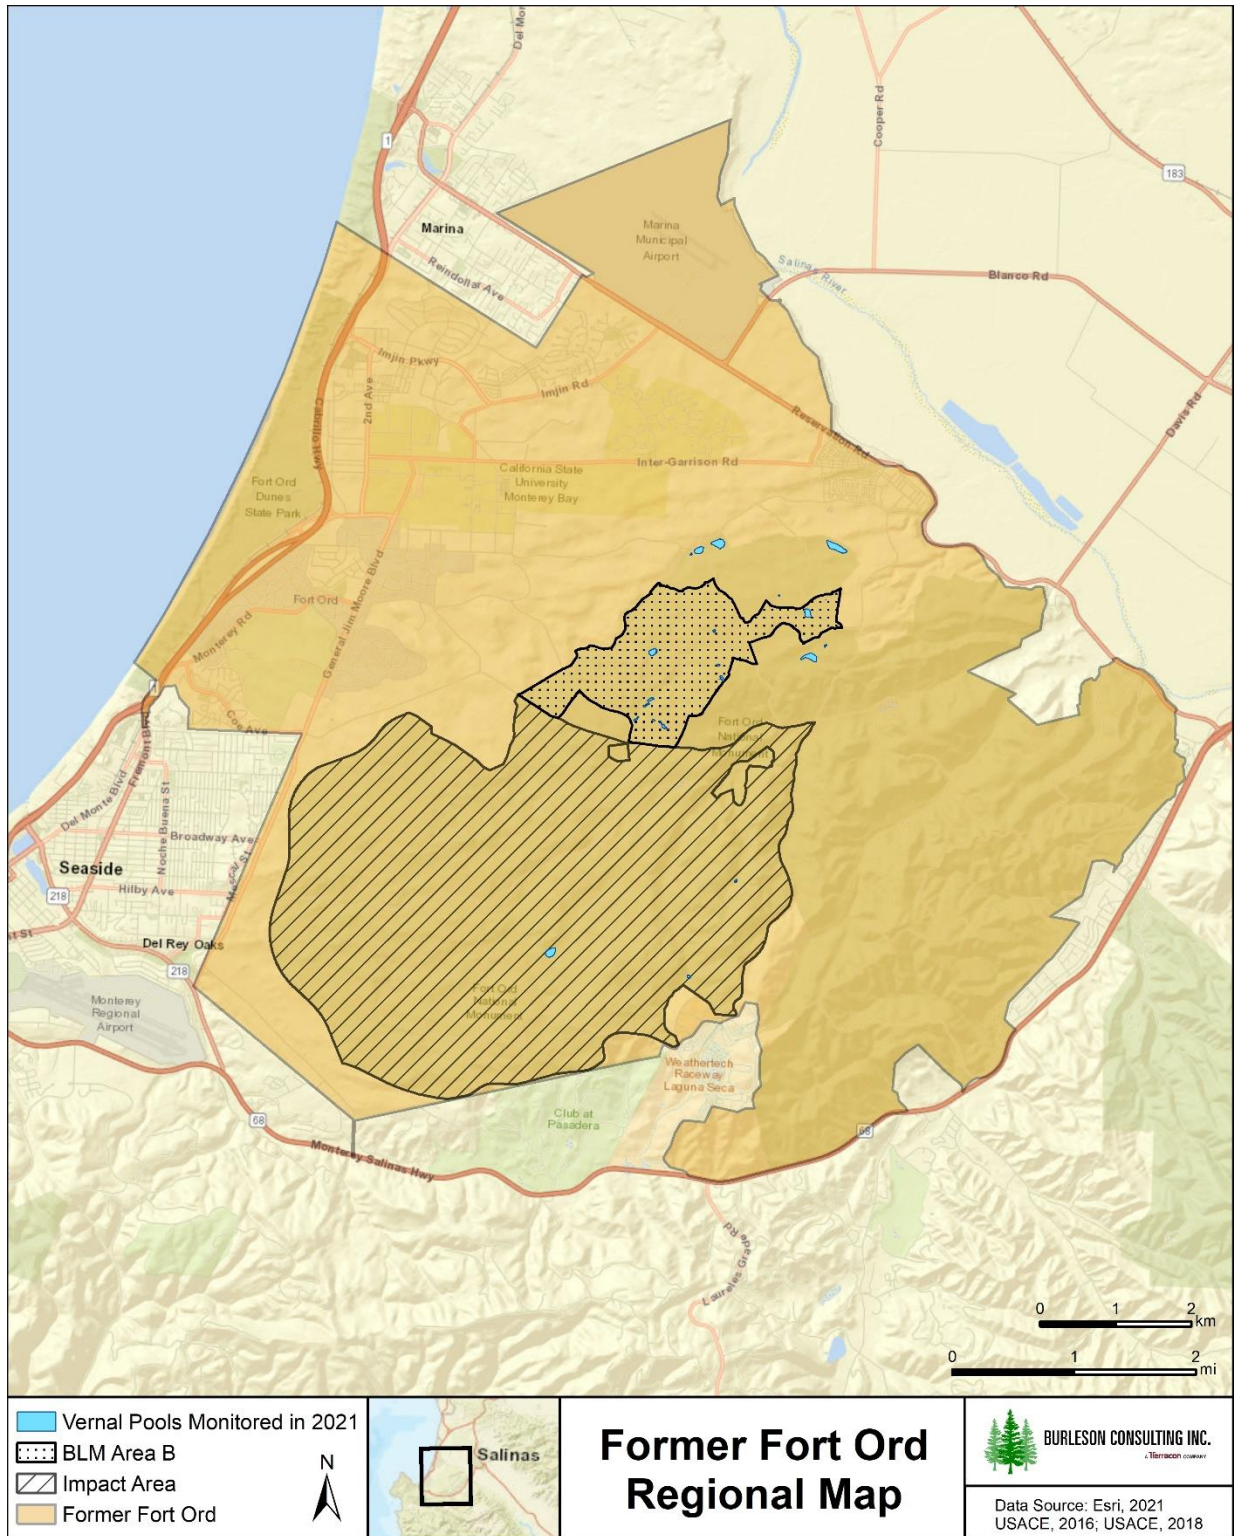 Del Mon
1
Cooper Rd
183
Marina
Reindollar Ave
Marina
Municipal
Airport
Salinas River
Blanco Rd
Imjin Pkwy
2nd Ave
Imjin Rd
Cabrillo Hwy
Reservation Rd
Davis Rd
Inter-Garrison Rd
California State
University
Monterey Bay
Fort Ord
Dunes
State Park
General Jim Moore Blvd
Fort Ord
Monterey Rd
1
Coe Ave
Fremont Blvd
Del Monte Blvd
Noche Buena St
Broadway Ave
Mescal St
Seaside
Hilby Ave
218
Del Rey Oaks
218
Monterey
Regional
Airport
Fort Ord
National
Monument
Fort Ord
National
Monument
Weathertech
Raceway
Laguna Seca
Club at
Pasadera
68
68
Monterey Salinas Hwy
Laureles Grade Rd
0 1 2 km
0 1 2 mi
Vernal Pools Monitored in 2021
BLM Area B
Impact Area
Former Fort Ord
N
Salinas
Former Fort Ord
Regional Map
BURLESON CONSULTING INC.
A Terracon COMPANY
Data Source: Esri, 2021
USACE, 2016; USACE, 2018